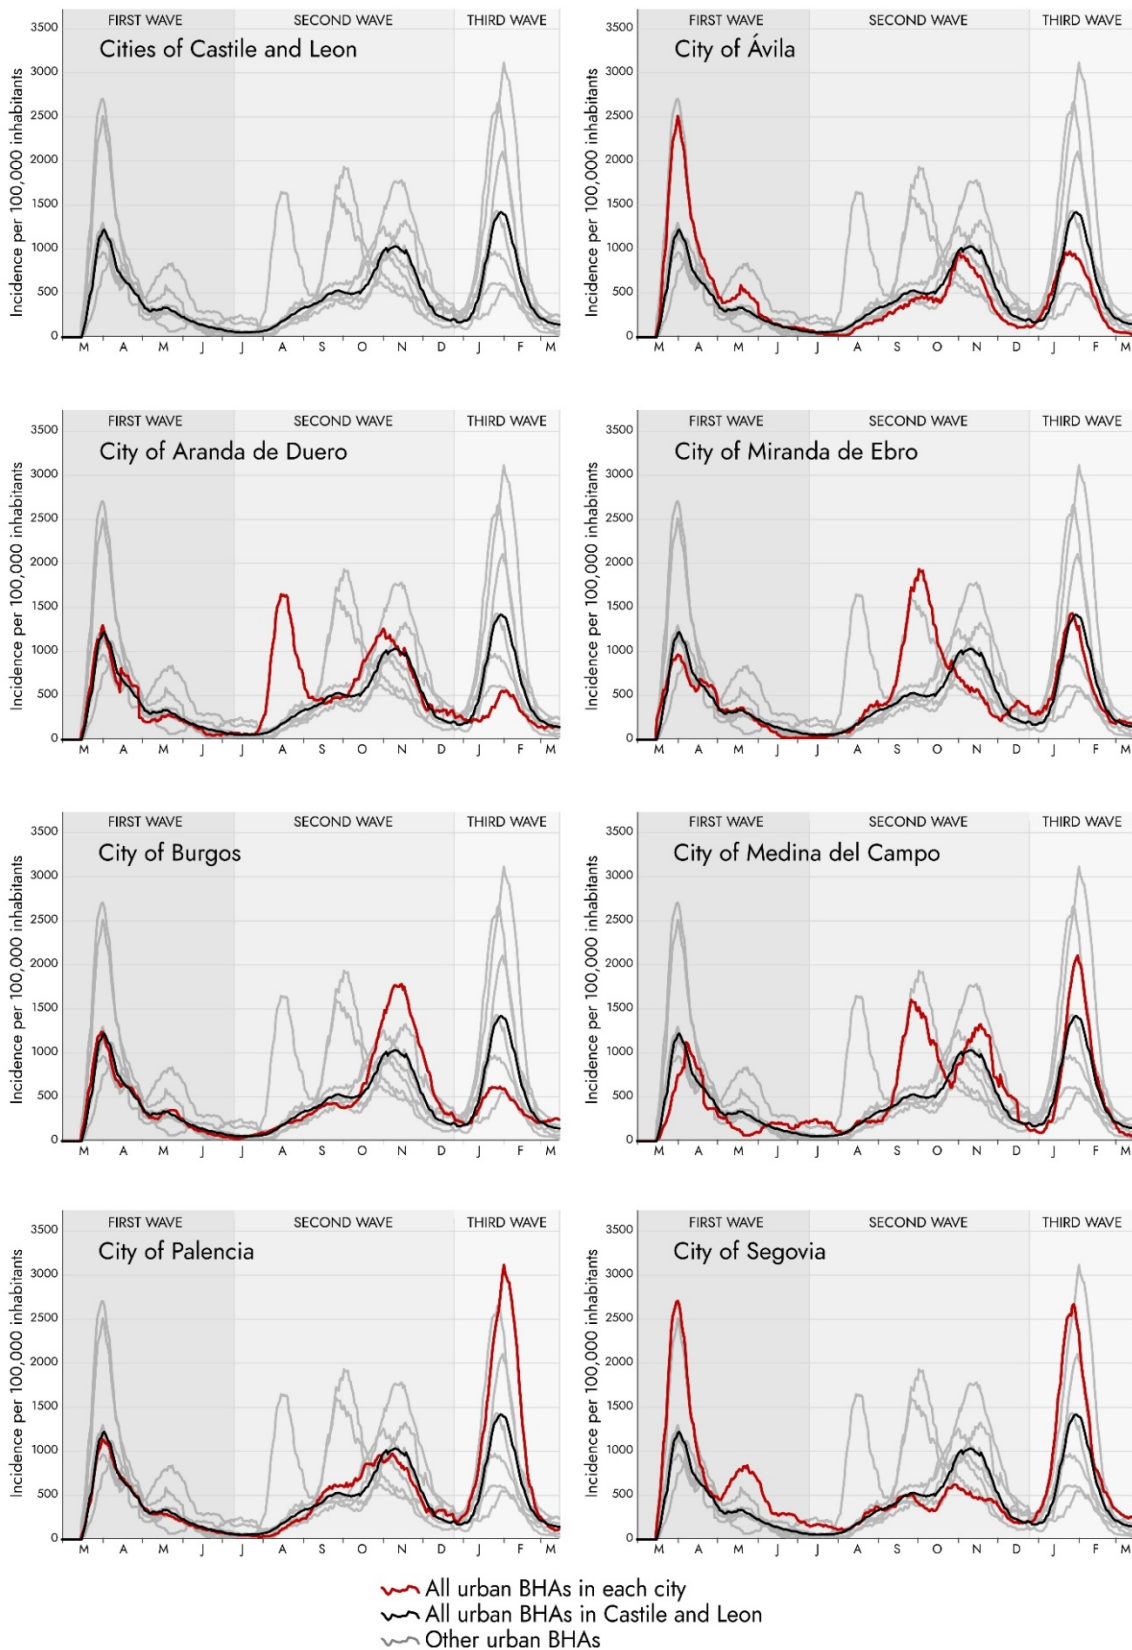 FIRST WAVE SECOND WAVE THIRD WAVE
Cities of Castile and Leon
Incidence per 100,000 inhabitants
3500
3000
2500
2000
1500
1000
500
0
M A M J J A S O N D J F M
FIRST WAVE SECOND WAVE THIRD WAVE
City of Ávila
Incidence per 100,000 inhabitants
3500
3000
2500
2000
1500
1000
500
0
M A M J J A S O N D J F M
FIRST WAVE SECOND WAVE THIRD WAVE
City of Aranda de Duero
Incidence per 100,000 inhabitants
3500
3000
2500
2000
1500
1000
500
0
M A M J J A S O N D J F M
FIRST WAVE SECOND WAVE THIRD WAVE
City of Miranda de Ebro
Incidence per 100,000 inhabitants
3500
3000
2500
2000
1500
1000
500
0
M A M J J A S O N D J F M
FIRST WAVE SECOND WAVE THIRD WAVE
City of Burgos
Incidence per 100,000 inhabitants
3500
3000
2500
2000
1500
1000
500
0
M A M J J A S O N D J F M
FIRST WAVE SECOND WAVE THIRD WAVE
City of Medina del Campo
Incidence per 100,000 inhabitants
3500
3000
2500
2000
1500
1000
500
0
M A M J J A S O N D J F M
FIRST WAVE SECOND WAVE THIRD WAVE
City of Palencia
Incidence per 100,000 inhabitants
3500
3000
2500
2000
1500
1000
500
0
M A M J J A S O N D J F M
FIRST WAVE SECOND WAVE THIRD WAVE
City of Segovia
Incidence per 100,000 inhabitants
3500
3000
2500
2000
1500
1000
500
0
M A M J J A S O N D J F M
All urban BHAs in each city
All urban BHAs in Castile and Leon
Other urban BHAs